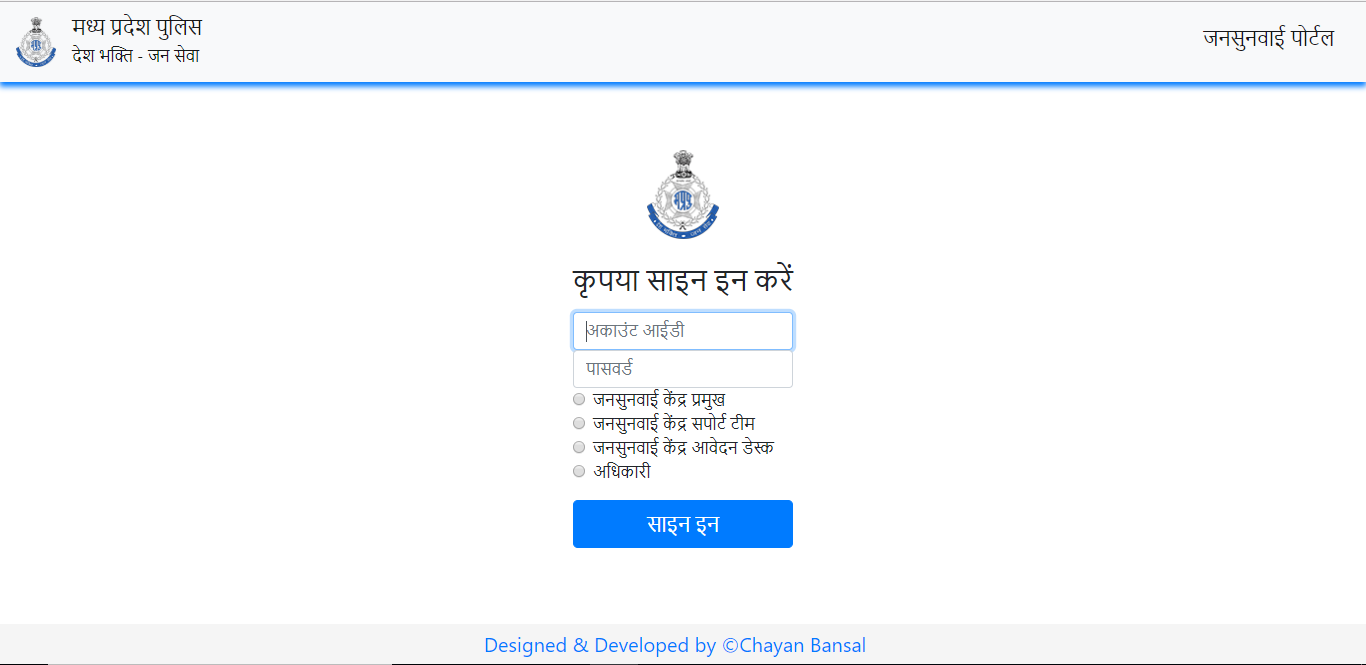 मध्य प्रदेश पुलिस
देश भक्ति - जन सेवा
जनसुनवाई पोर्टल
कृपया साइन इन करें
अकाउंट आईडी
पासवर्ड
जनसुनवाई केंद्र प्रमुख
जनसुनवाई केंद्र सपोर्ट टीम
जनसुनवाई केंद्र आवेदन डेस्क
अधिकारी
साइन इन
Designed & Developed by ©Chayan Bansal